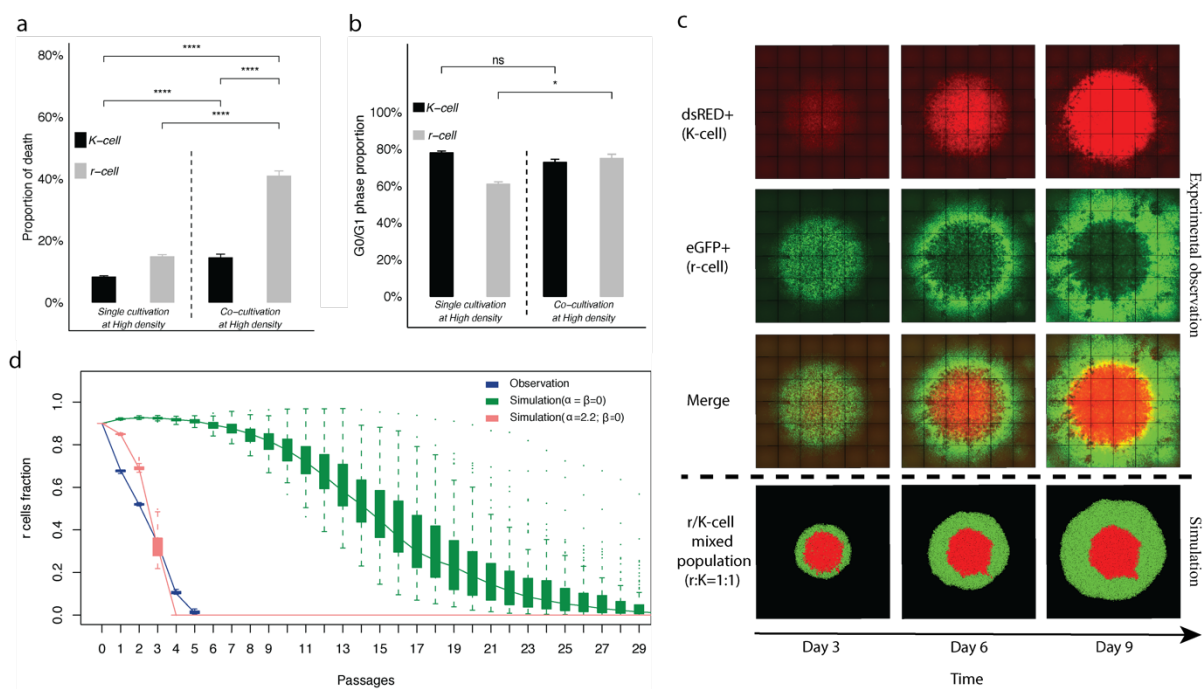 a
80%
60%
40%
20%
0%
Proportion of death
****
****
****
****
K-cell
r-cell
Single cultivation
at High density
Co-cultivation
at High density
b
100%
80%
60%
40%
20%
0%
G0/G1 phase proportion
ns
*
K-cell
r-cell
Single cultivation
at High density
Co-cultivation
at High density
c
dsRED+
(K-cell)
eGFP+
(r-cell)
Merge
r/K-cell
mixed
population
(r:K=1:1)
Experimental observation
Simulation
Day 3
Day 6
Day 9
Time
d
1.0
0.8
0.6
0.4
0.2
0.0
r cells fraction
Observation
Simulation(α = β=0)
Simulation(α=2.2; β=0)
0 1 2 3 4 5 6 7 8 9 11 13 15 17 19 21 23 25 27 29
Passages